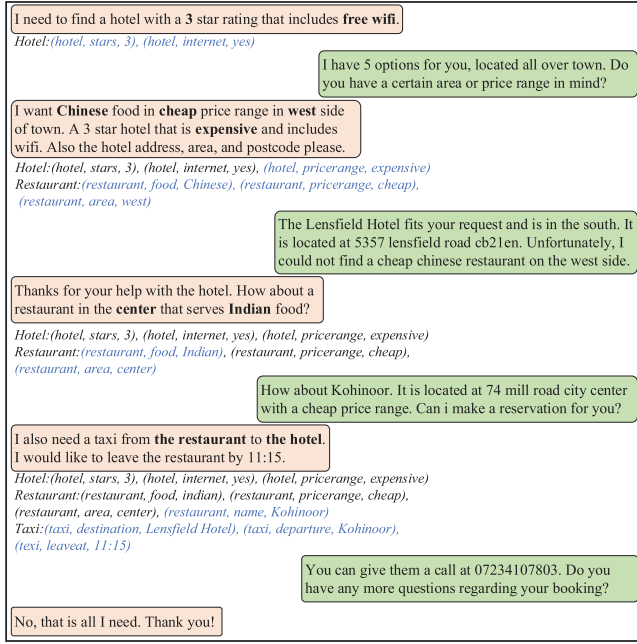 I need to find a hotel with a 3 star rating that includes free wifi.
Hotel:(hotel, stars, 3), (hotel, internet, yes)
I have 5 options for you, located all over town. Do
you have a certain area or price range in mind?
I want Chinese food in cheap price range in west side
of town. A 3 star hotel that is expensive and includes
wifi. Also the hotel address, area, and postcode please.
Hotel:(hotel, stars, 3), (hotel, internet, yes), (hotel, pricerange, expensive)
Restaurant:(restaurant, food, Chinese), (restaurant, pricerange, cheap),
(restaurant, area, west)
The Lensfield Hotel fits your request and is in the south. It
is located at 5357 lensfield road cb21en. Unfortunately, I
could not find a cheap chinese restaurant on the west side.
Thanks for your help with the hotel. How about a
restaurant in the center that serves Indian food?
Hotel:(hotel, stars, 3), (hotel, internet, yes), (hotel, pricerange, expensive)
Restaurant:(restaurant, food, Indian), (restaurant, pricerange, cheap),
(restaurant, area, center)
How about Kohinoor. It is located at 74 mill road city center
with a cheap price range. Can i make a reservation for you?
I also need a taxi from the restaurant to the hotel.
I would like to leave the restaurant by 11:15.
Hotel:(hotel, stars, 3), (hotel, internet, yes), (hotel, pricerange, expensive)
Restaurant:(restaurant, food, indian), (restaurant, pricerange, cheap),
(restaurant, area, center), (restaurant, name, Kohinoor)
Taxi:(taxi, destination, Lensfield Hotel), (taxi, departure, Kohinoor),
(texi, leaveat, 11:15)
You can give them a call at 07234107803. Do you
have any more questions regarding your booking?
No, that is all I need. Thank you!